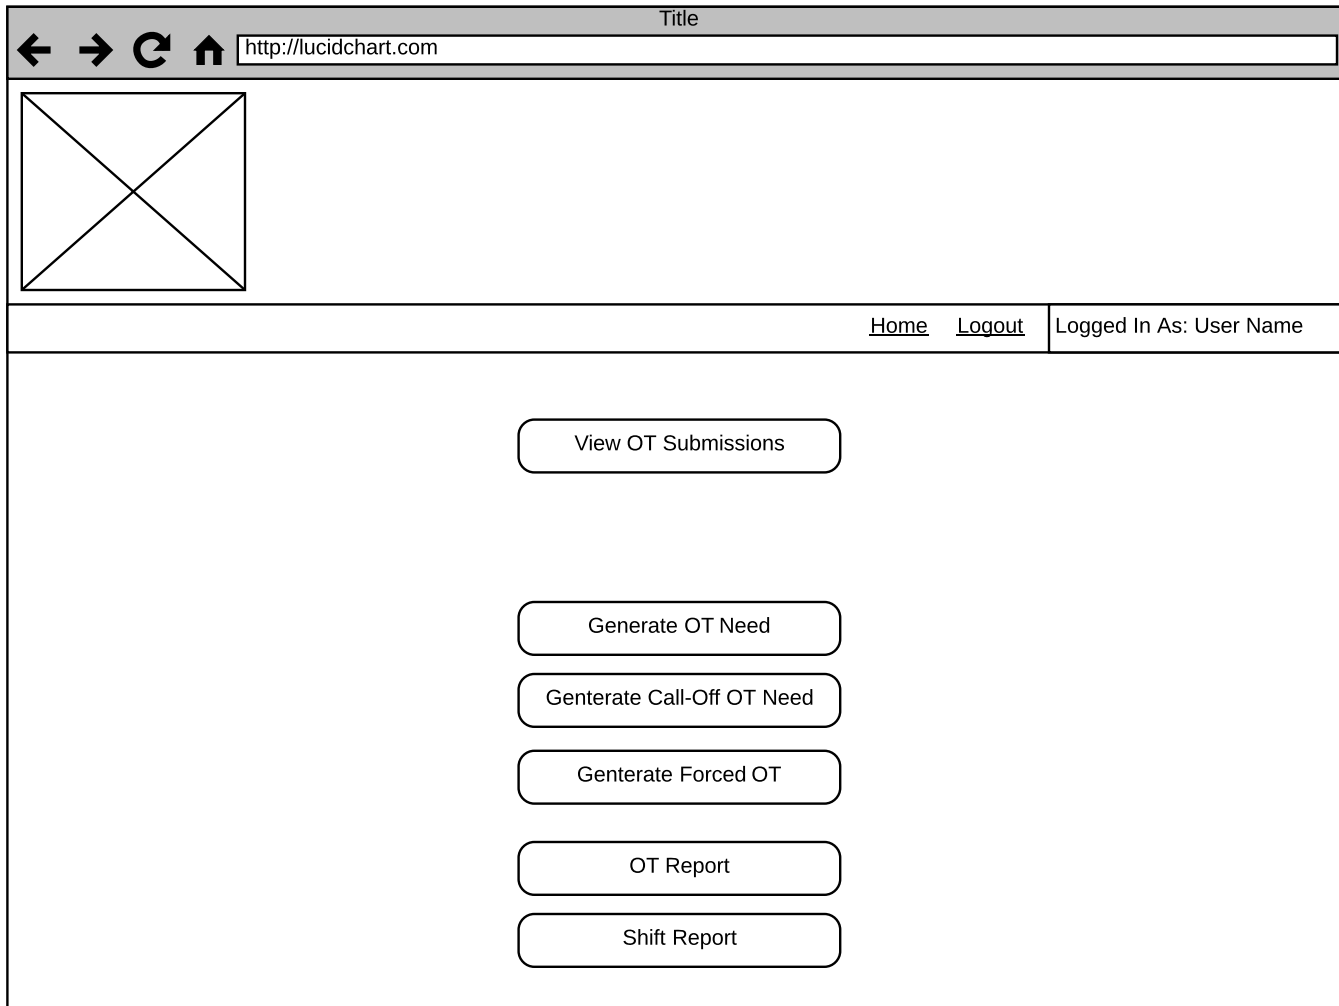 Title
http://lucidchart.com
Home Logout Logged In As: User Name
View OT Submissions
Generate OT Need
Genterate Call-Off OT Need
Genterate Forced OT
OT Report
Shift Report